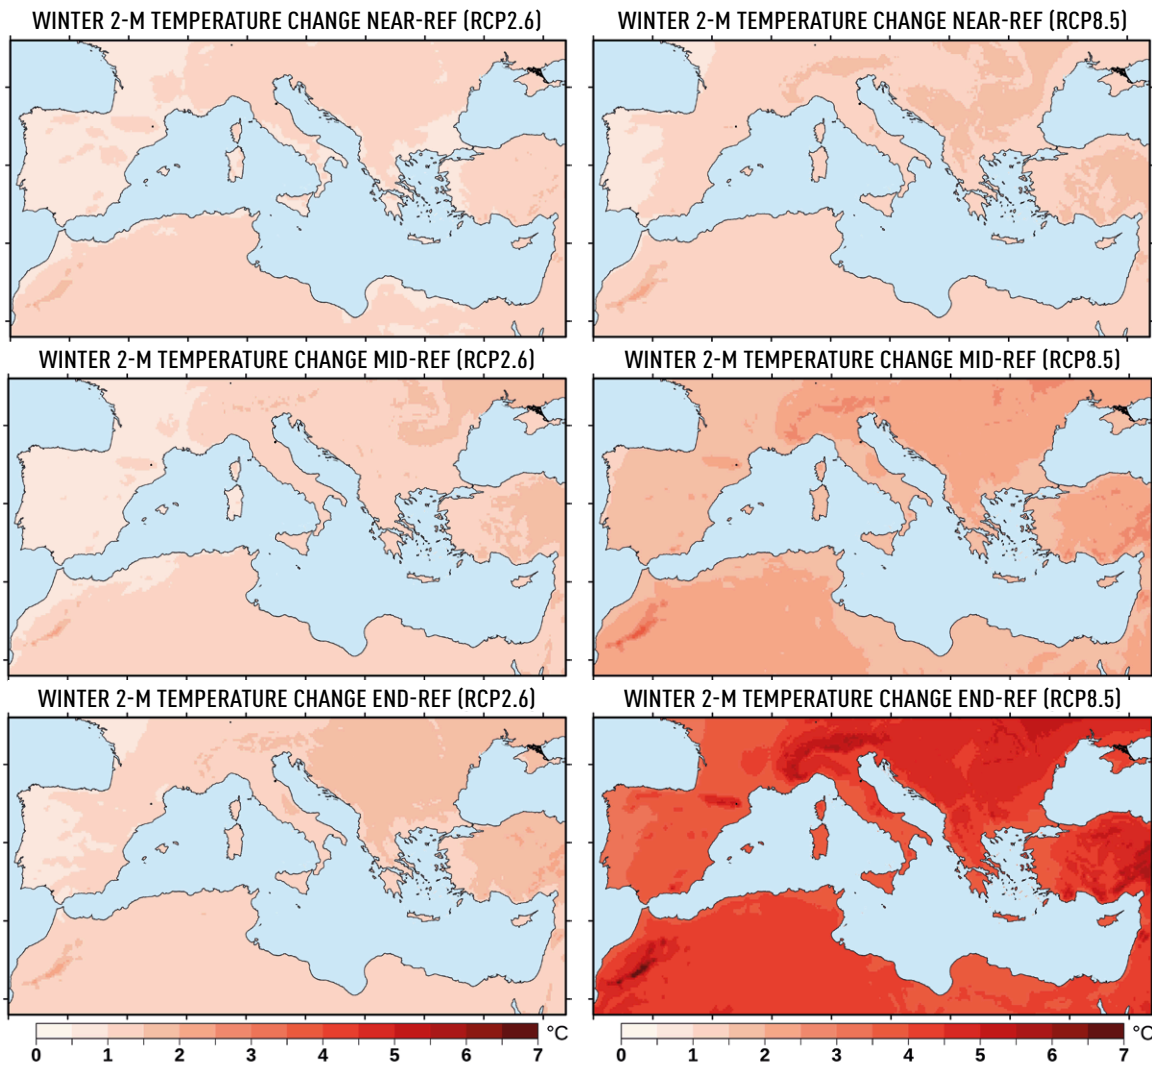 WINTER 2-M TEMPERATURE CHANGE NEAR-REF (RCP2.6)
WINTER 2-M TEMPERATURE CHANGE NEAR-REF (RCP8.5)
WINTER 2-M TEMPERATURE CHANGE MID-REF (RCP2.6)
WINTER 2-M TEMPERATURE CHANGE MID-REF (RCP8.5)
WINTER 2-M TEMPERATURE CHANGE END-REF (RCP2.6)
WINTER 2-M TEMPERATURE CHANGE END-REF (RCP8.5)
°C
0 1 2 3 4 5 6 7
°C
0 1 2 3 4 5 6 7